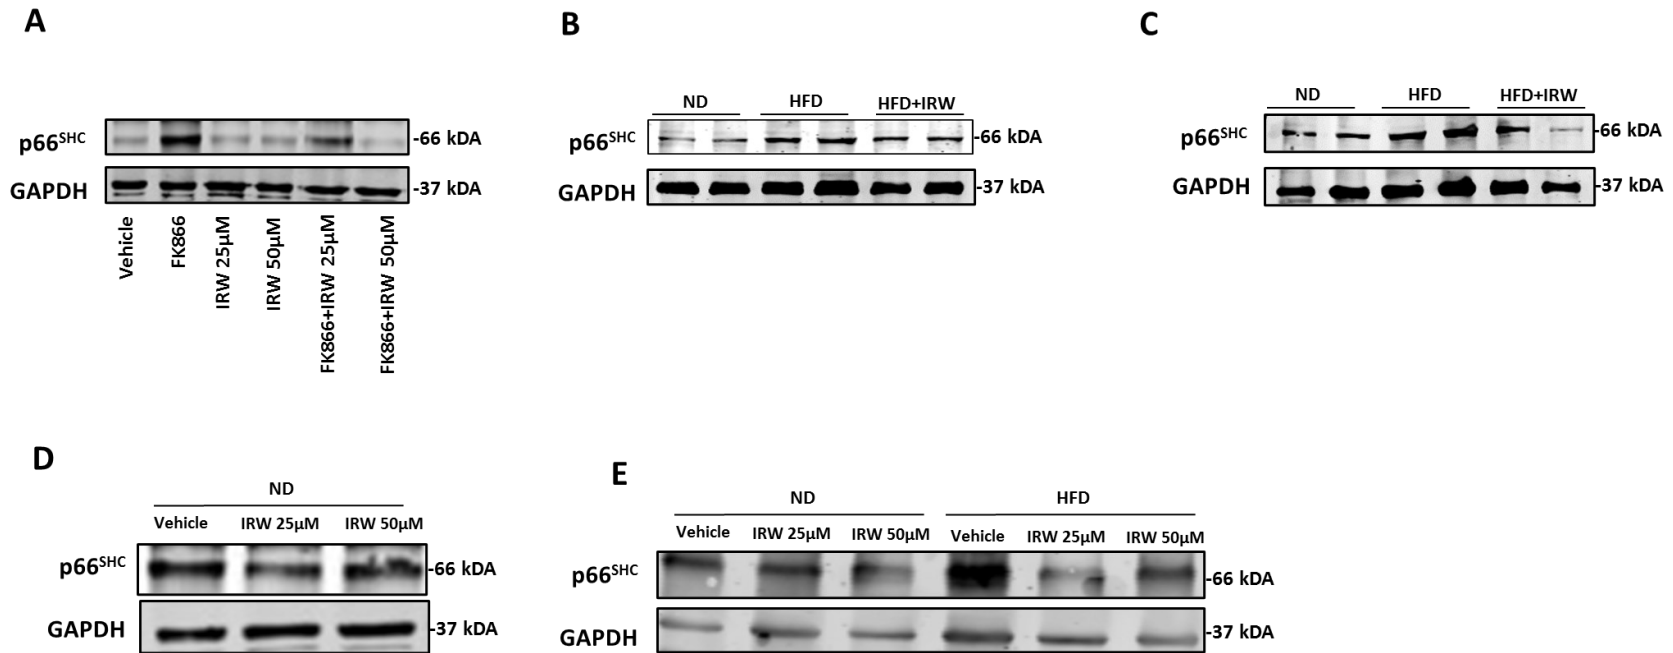 A
p66SHC
-66 kDA
GAPDH
-37 kDA
Vehicle
FK866
IRW 25µM
IRW 50µM
FK866+IRW 25µM
FK866+IRW 50µM
B
ND HFD HFD+IRW
p66SHC
-66 kDA
GAPDH
-37 kDA
C
ND HFD HFD+IRW
p66SHC
-66 kDA
GAPDH
-37 kDA
D
ND
Vehicle IRW 25µM IRW 50µM
p66SHC
-66 kDA
GAPDH
-37 kDA
E
ND HFD
Vehicle IRW 25µM IRW 50µM Vehicle IRW 25µM IRW 50µM
p66SHC
-66 kDA
GAPDH
-37 kDA